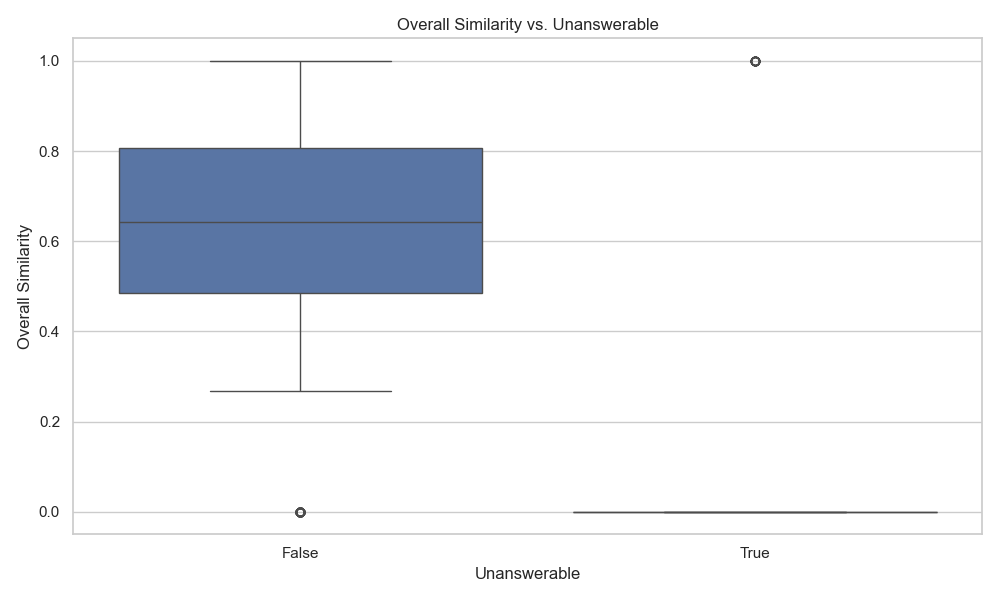 Overall Similarity vs. Unanswerable
1.0
0.8
0.6
0.4
0.2
0.0
Overall Similarity
False
True
Unanswerable